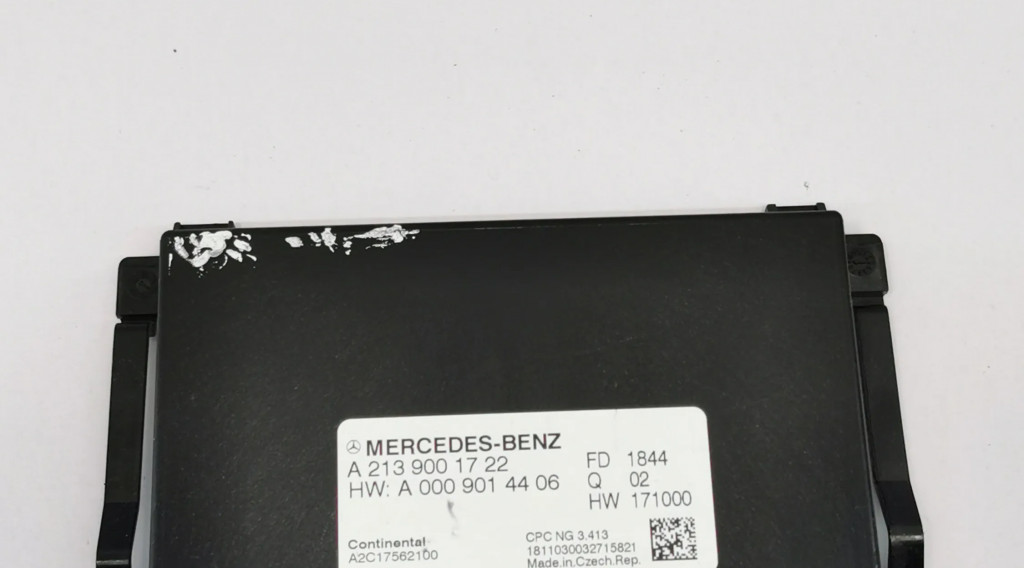 MERCEDES-BENZ
A 213 900 17 22
HW: A 000 901 44 06
FD 1844
Q 02
HW 171000
Continental
A2C17562100
CPC NG 3.413
1811030032715821
Made.in.Czech.Rep.